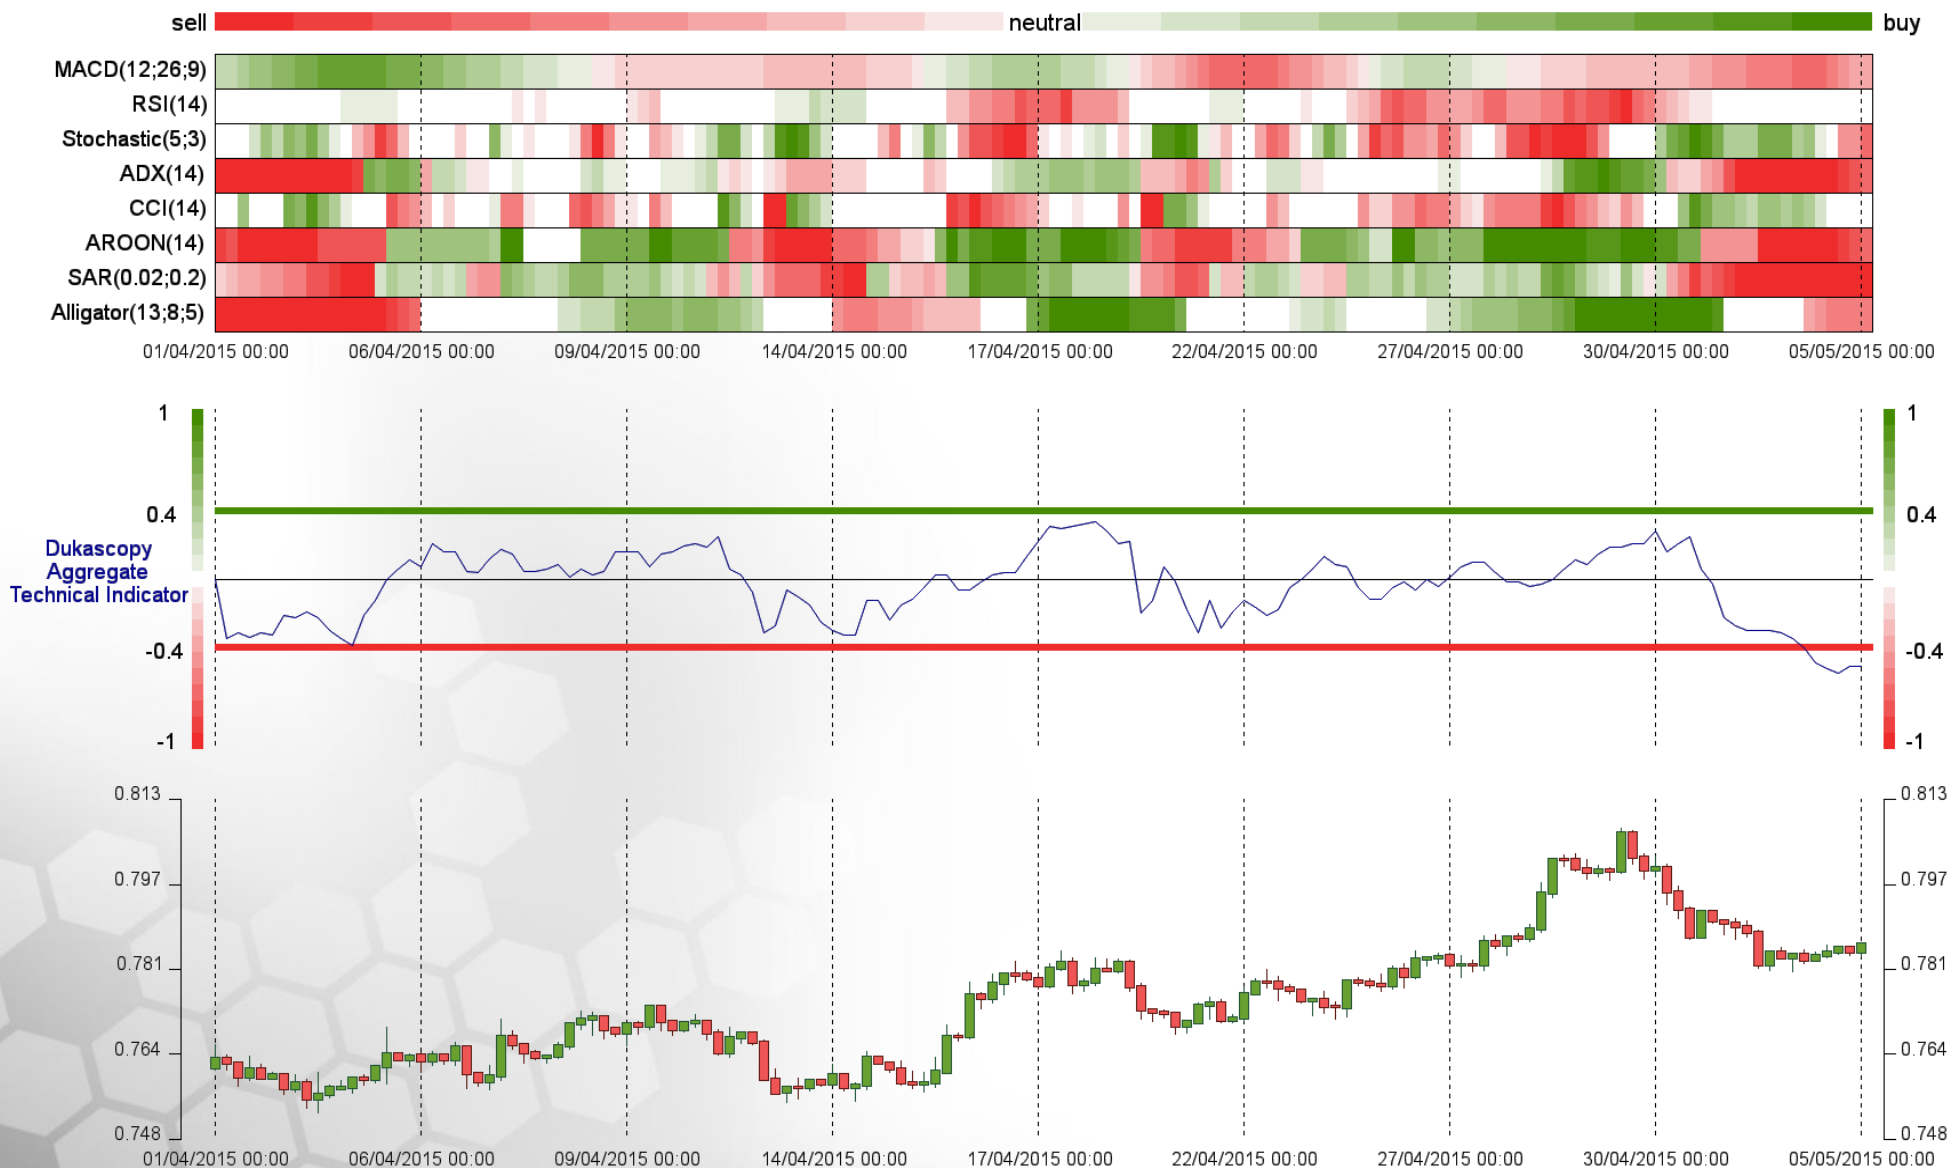 sell neutral buy
MACD(12;26;9)
RSI(14)
Stochastic(5;3)
ADX(14)
CCI(14)
AROON(14)
SAR(0.02;0.2)
Alligator(13;8;5)
01/04/2015 00:00 06/04/2015 00:00 09/04/2015 00:00 14/04/2015 00:00 17/04/2015 00:00 22/04/2015 00:00 27/04/2015 00:00 30/04/2015 00:00 05/05/2015 00:00
1 1
0.4 0.4
Dukascopy
Aggregate
Technical Indicator
-0.4 -0.4
-1 -1
0.813 0.813
0.797 0.797
0.781 0.781
0.764 0.764
0.748 0.748
01/04/2015 00:00 06/04/2015 00:00 09/04/2015 00:00 14/04/2015 00:00 17/04/2015 00:00 22/04/2015 00:00 27/04/2015 00:00 30/04/2015 00:00 05/05/2015 00:00